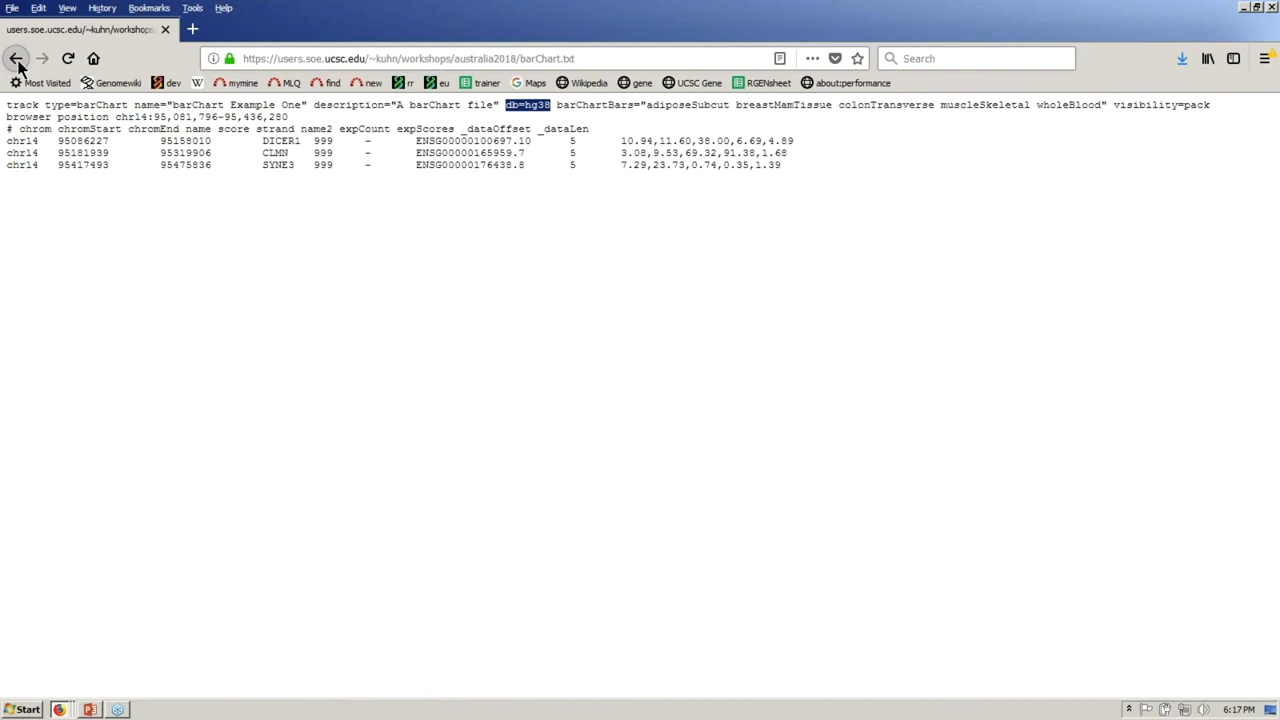 File Edit View History Bookmarks Tools Help
users.soe.ucsc.edu/~kuhn/workshops
https://users.soe.ucsc.edu/~kuhn/workshops/australia2018/barChart.txt Search
Most Visited Genomewiki dev W mymine MLQ find new rr eu trainer Maps Wikipedia gene UCSC Gene RGENsheet about:performance
track type=barChart name="barChart Example One" description="A barChart file" db=hg38 barChartBars="adiposeSubcut breastMamTissue colonTransverse muscleSkeletal wholeBlood" visibility=pack
browser position chr14:95,081,796-95,436,280
# chrom chromStart chromEnd name score strand name2 expCount expScores _dataOffset _dataLen
chr14 95086227 95158010 DICER1 999 - ENSG00000100697.10 5 10.94,11.60,38.00,6.69,4.89
chr14 95181939 95319906 CLMN 999 - ENSG00000165959.7 5 3.08,9.53,69.32,91.38,1.68
chr14 95417493 95475836 SYNE3 999 - ENSG00000176438.8 5 7.29,23.73,0.74,0.35,1.39
Start 6:17 PM